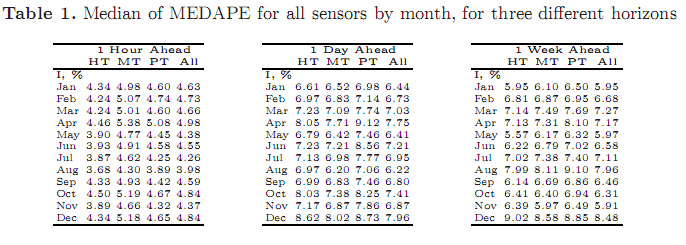 Table 1. Median of MEDAPE for all sensors by month, for three different horizons
1 Hour Ahead
HT MT PT All
I, %
Jan 4.34 4.98 4.60 4.63
Feb 4.24 5.07 4.74 4.73
Mar 4.24 5.01 4.60 4.66
Apr 4.46 5.38 5.08 4.98
May 3.90 4.77 4.45 4.38
Jun 3.93 4.91 4.58 4.55
Jul 3.87 4.62 4.25 4.26
Aug 3.68 4.30 3.89 3.98
Sep 4.33 4.93 4.42 4.59
Oct 4.50 5.19 4.67 4.84
Nov 3.89 4.66 4.32 4.37
Dec 4.34 5.18 4.65 4.84
1 Day Ahead
HT MT PT All
I, %
Jan 6.61 6.52 6.98 6.44
Feb 6.97 6.83 7.14 6.73
Mar 7.23 7.10 7.74 7.03
Apr 8.05 7.71 9.12 7.75
May 6.79 6.42 7.46 6.41
Jun 7.23 7.21 8.56 7.21
Jul 7.13 6.98 7.77 6.95
Aug 6.97 6.20 7.06 6.22
Sep 6.99 6.83 7.46 6.80
Oct 8.03 7.38 8.25 7.41
Nov 7.17 6.87 7.86 6.87
Dec 8.62 8.02 8.73 7.96
1 Week Ahead
HT MT PT All
I, %
Jan 5.95 6.10 6.50 5.95
Feb 6.81 6.87 6.95 6.68
Mar 7.14 7.49 7.69 7.27
Apr 7.13 7.31 8.10 7.17
May 5.57 6.17 6.32 5.97
Jun 6.22 6.79 7.02 6.58
Jul 7.02 7.38 7.40 7.11
Aug 7.99 8.11 9.10 7.96
Sep 6.14 6.69 6.86 6.46
Oct 6.41 6.40 6.94 6.31
Nov 6.39 5.97 6.49 5.91
Dec 9.02 8.58 8.85 8.48